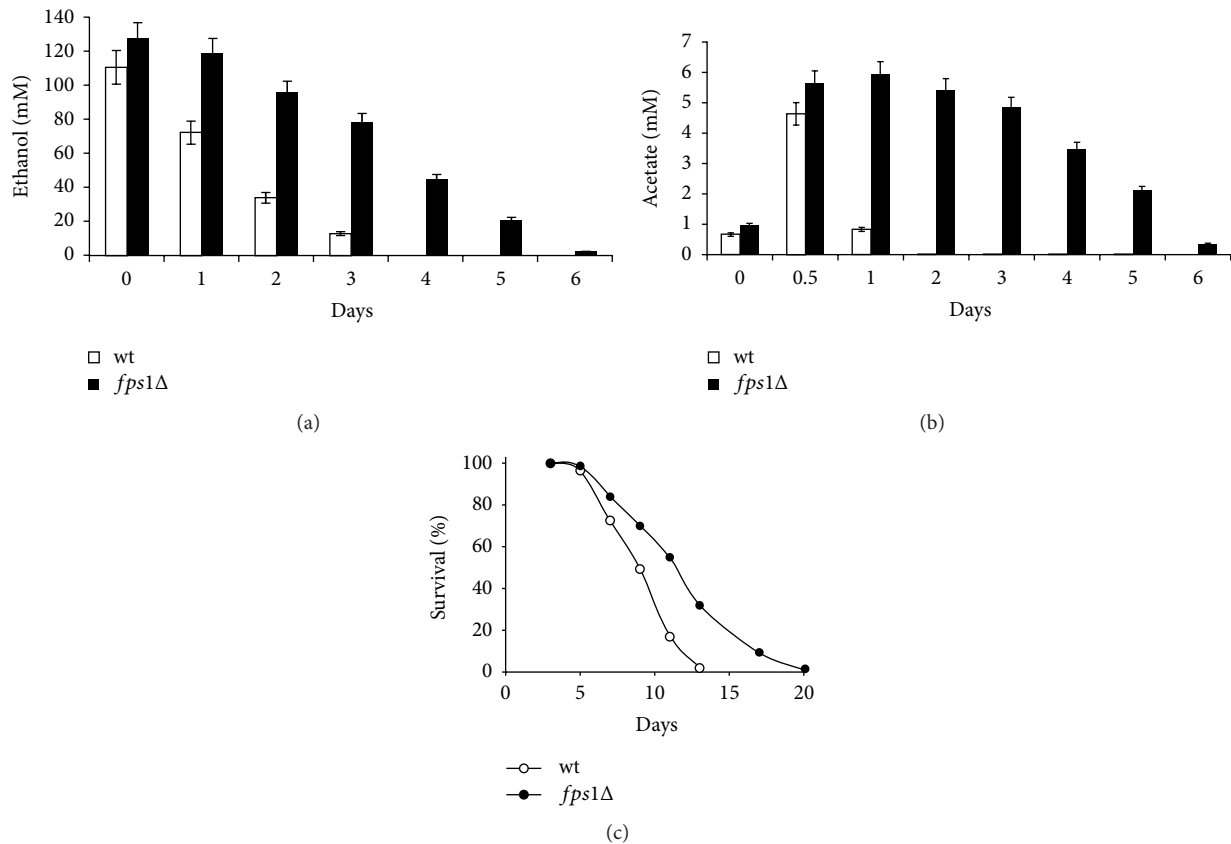 140
120
100
80
60
40
20
0
Ethanol (mM)
0 1 2 3 4 5 6
Days
wt
fps1Δ
(a)
7
6
5
4
3
2
1
0
Acetate (mM)
0 0.5 1 2 3 4 5 6
Days
wt
fps1Δ
(b)
100
80
60
40
20
0
Survival (%)
0 5 10 15 20
Days
wt
fps1Δ
(c)